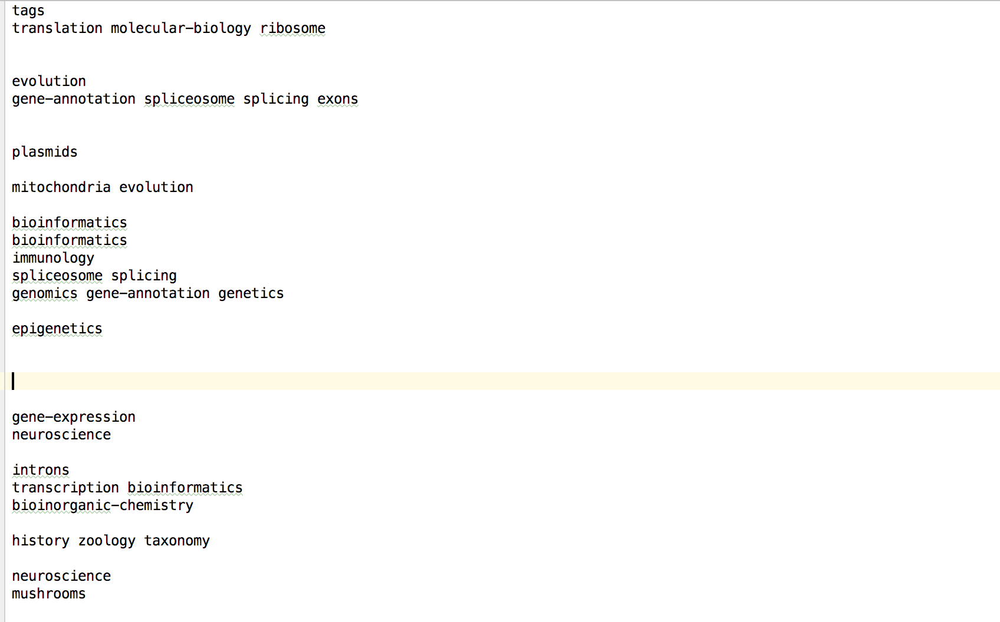 tags
translation molecular-biology ribosome
evolution
gene-annotation spliceosome splicing exons
plasmids
mitochondria evolution
bioinformatics
bioinformatics
immunology
spliceosome splicing
genomics gene-annotation genetics
epigenetics
gene-expression
neuroscience
introns
transcription bioinformatics
bioinorganic-chemistry
history zoology taxonomy
neuroscience
mushrooms